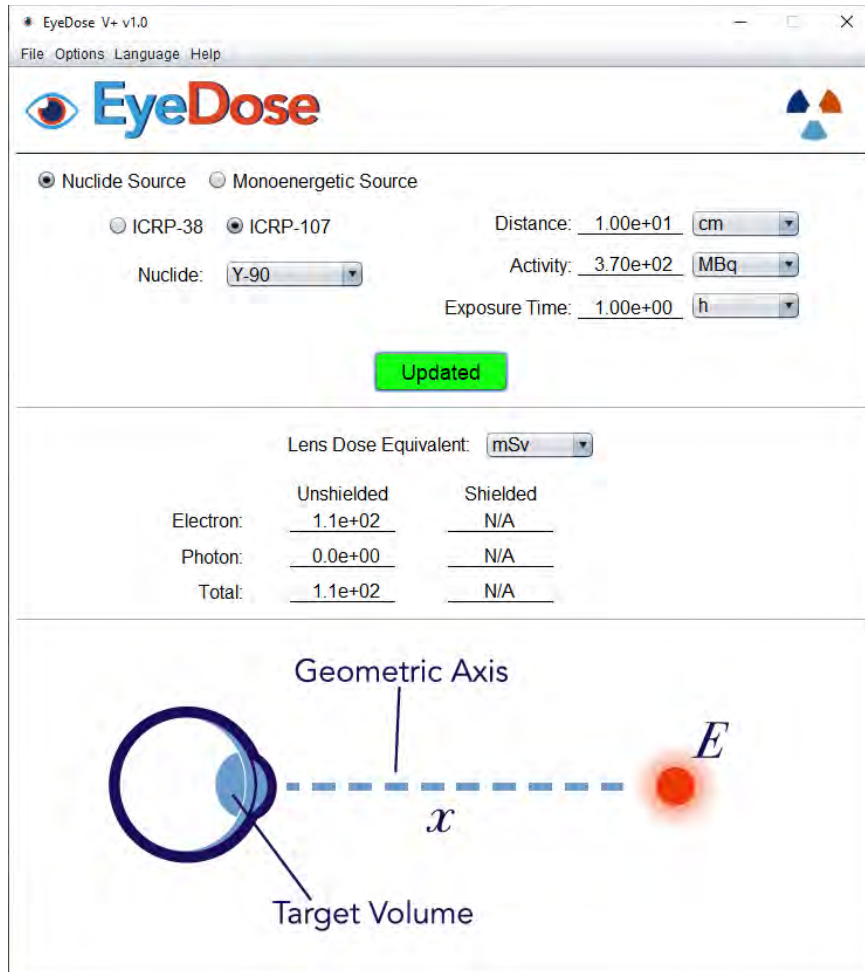 EyeDose V+ v1.0
File Options Language Help
EyeDose
Nuclide Source Monoenergetic Source
ICRP-38 ICRP-107 Distance: 1.00e+01 cm
Nuclide: Y-90 Activity: 3.70e+02 MBq
Exposure Time: 1.00e+00 h
Updated
Lens Dose Equivalent: mSv
Unshielded Shielded
Electron: 1.1e+02 N/A
Photon: 0.0e+00 N/A
Total: 1.1e+02 N/A
Geometric Axis
E
x
Target Volume